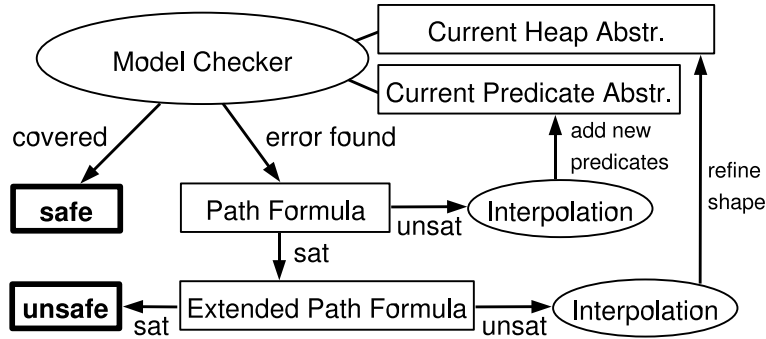 Current Heap Abstr.
Model Checker
Current Predicate Abstr.
covered
error found
add new
predicates
refine
shape
safe
Path Formula
unsat
Interpolation
sat
unsafe
sat
Extended Path Formula
unsat
Interpolation